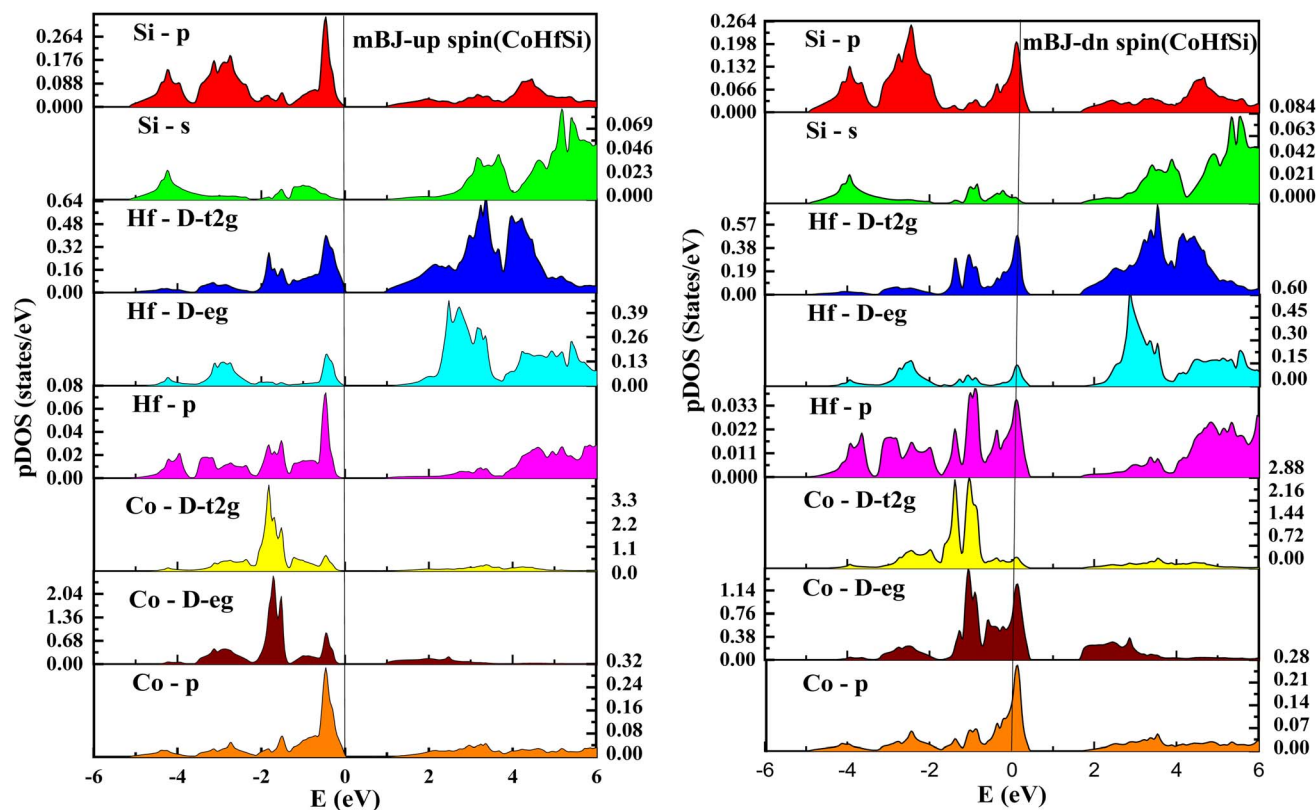 pDOS (states/eV)
Si - p
mBJ-up spin(CoHfSi)
0.264
0.176
0.088
0.000
Si - s
0.069
0.046
0.023
0.000
Hf - D-t2g
0.64
0.48
0.32
0.16
0.00
Hf - D-eg
0.39
0.26
0.13
0.00
Hf - p
0.08
0.06
0.04
0.02
0.00
Co - D-t2g
3.3
2.2
1.1
0.0
Co - D-eg
2.04
1.36
0.68
0.00
Co - p
0.32
0.24
0.16
0.08
0.00
-6 -4 -2 0 2 4 6
E (eV)
pDOS (States/eV)
Si - p
mBJ-dn spin(CoHfSi)
0.264
0.198
0.132
0.066
0.000
Si - s
0.084
0.063
0.042
0.021
0.000
Hf - D-t2g
0.57
0.38
0.19
0.00
Hf - D-eg
0.60
0.45
0.15
0.00
Hf - p
0.033
0.022
0.011
0.000
Co - D-t2g
2.88
2.16
1.44
0.72
0.00
Co - D-eg
1.14
0.76
0.38
0.00
Co - p
0.28
0.21
0.14
0.07
0.00
-6 -4 -2 0 2 4 6
E (eV)